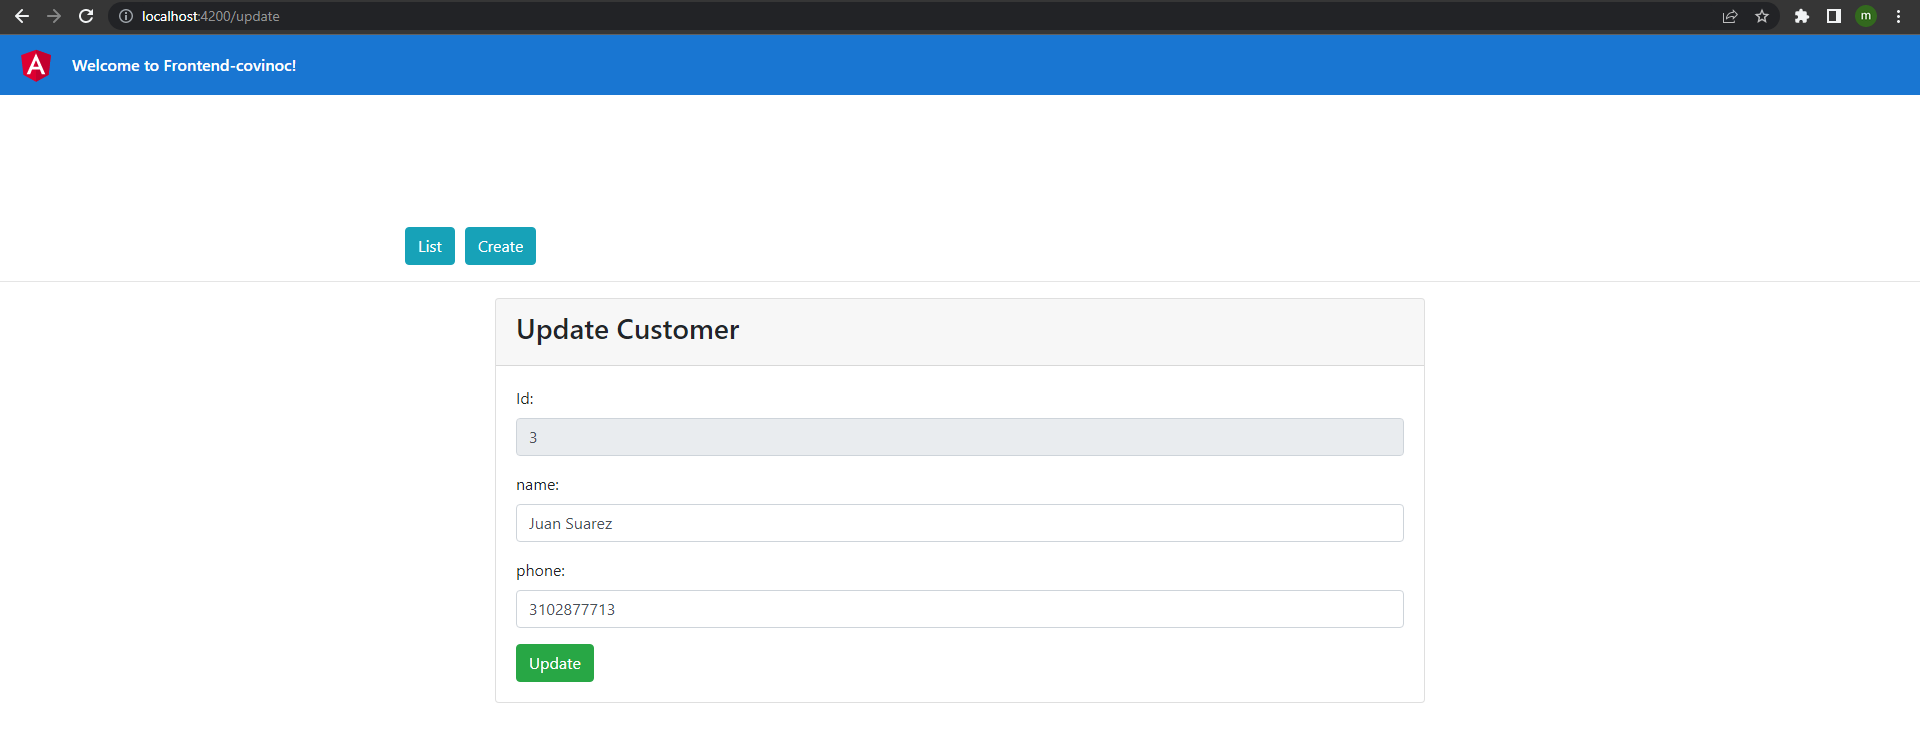 localhost:4200/update
m
A
Welcome to Frontend-covinoc!
List Create
Update Customer
Id:
3
name:
Juan Suarez
phone:
3102877713
Update